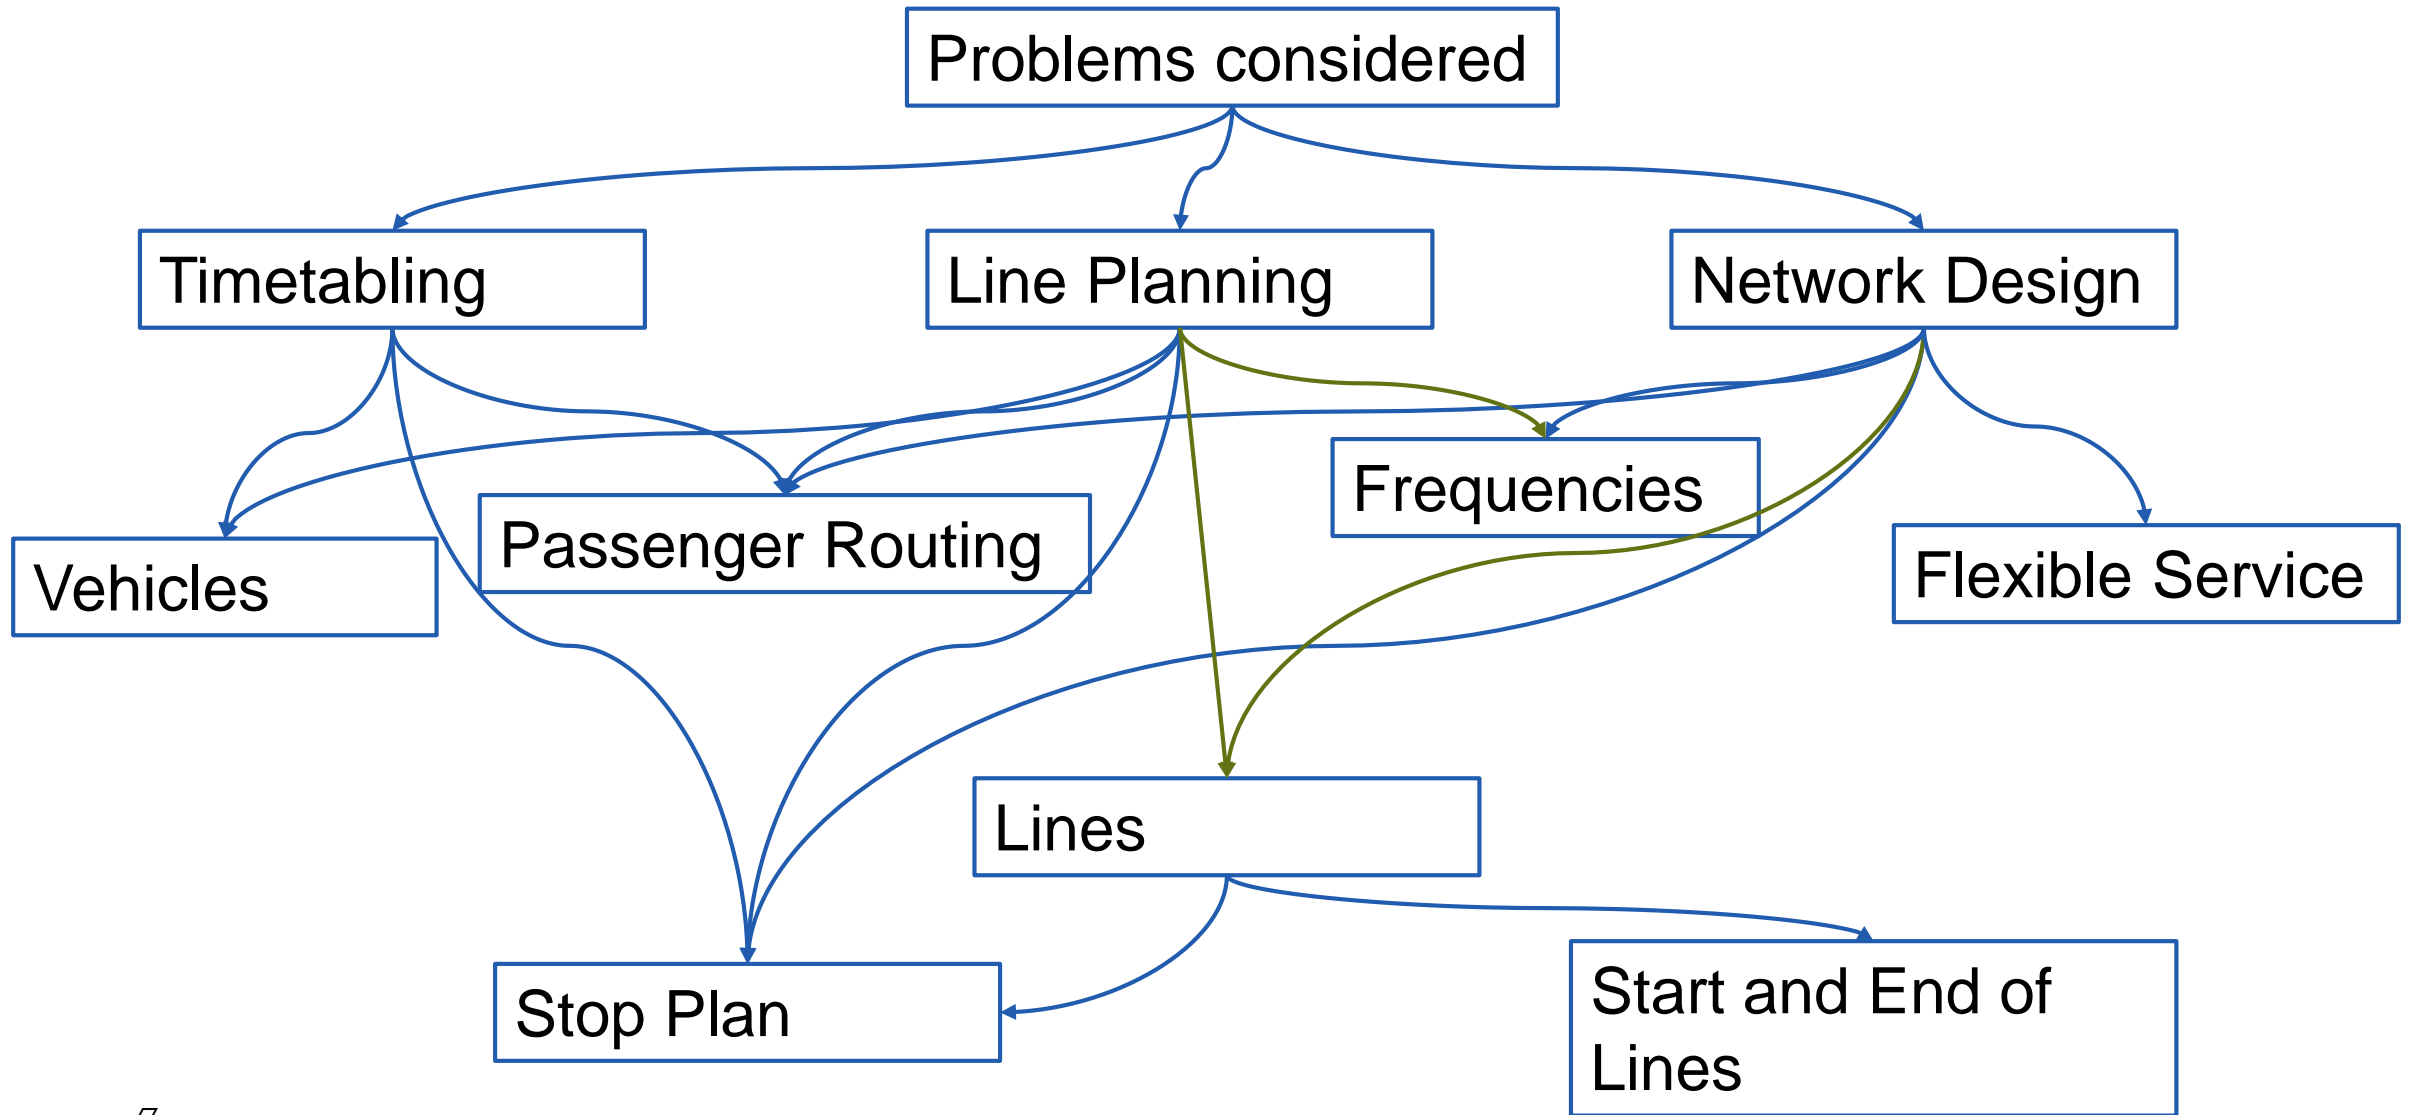 Problems considered
Timetabling
Line Planning
Network Design
Frequencies
Passenger Routing
Vehicles
Flexible Service
Lines
Stop Plan
Start and End of
Lines